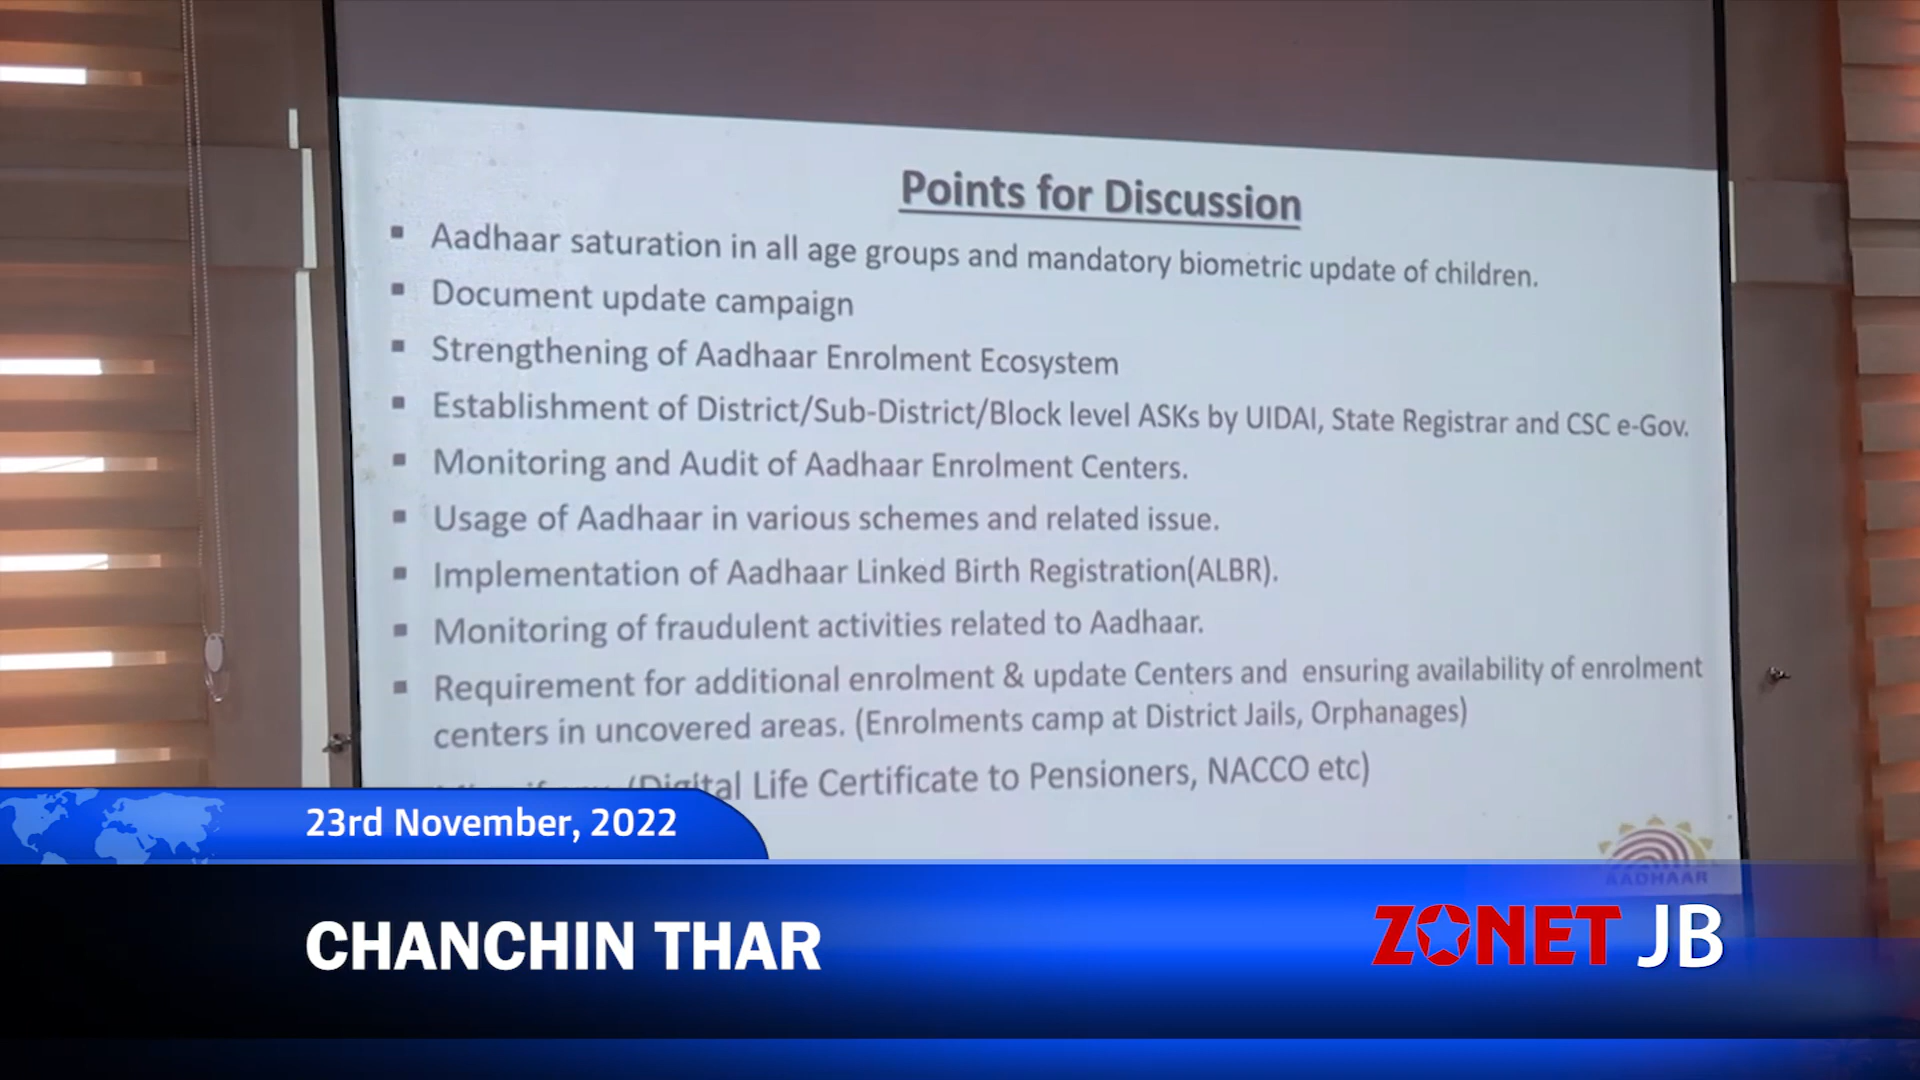 Points for Discussion
▪ Aadhaar saturation in all age groups and mandatory biometric update of children.
▪ Document update campaign
▪ Strengthening of Aadhaar Enrolment Ecosystem
▪ Establishment of District/Sub-District/Block level ASKs by UIDAI, State Registrar and CSC e-Gov.
▪ Monitoring and Audit of Aadhaar Enrolment Centers.
▪ Usage of Aadhaar in various schemes and related issue.
▪ Implementation of Aadhaar Linked Birth Registration(ALBR).
▪ Monitoring of fraudulent activities related to Aadhaar.
▪ Requirement for additional enrolment & update Centers and ensuring availability of enrolment
centers in uncovered areas. (Enrolments camp at District Jails, Orphanages)
(Digital Life Certificate to Pensioners, NACCO etc)
AADHAAR
23rd November, 2022
CHANCHIN THAR
ZONET JB